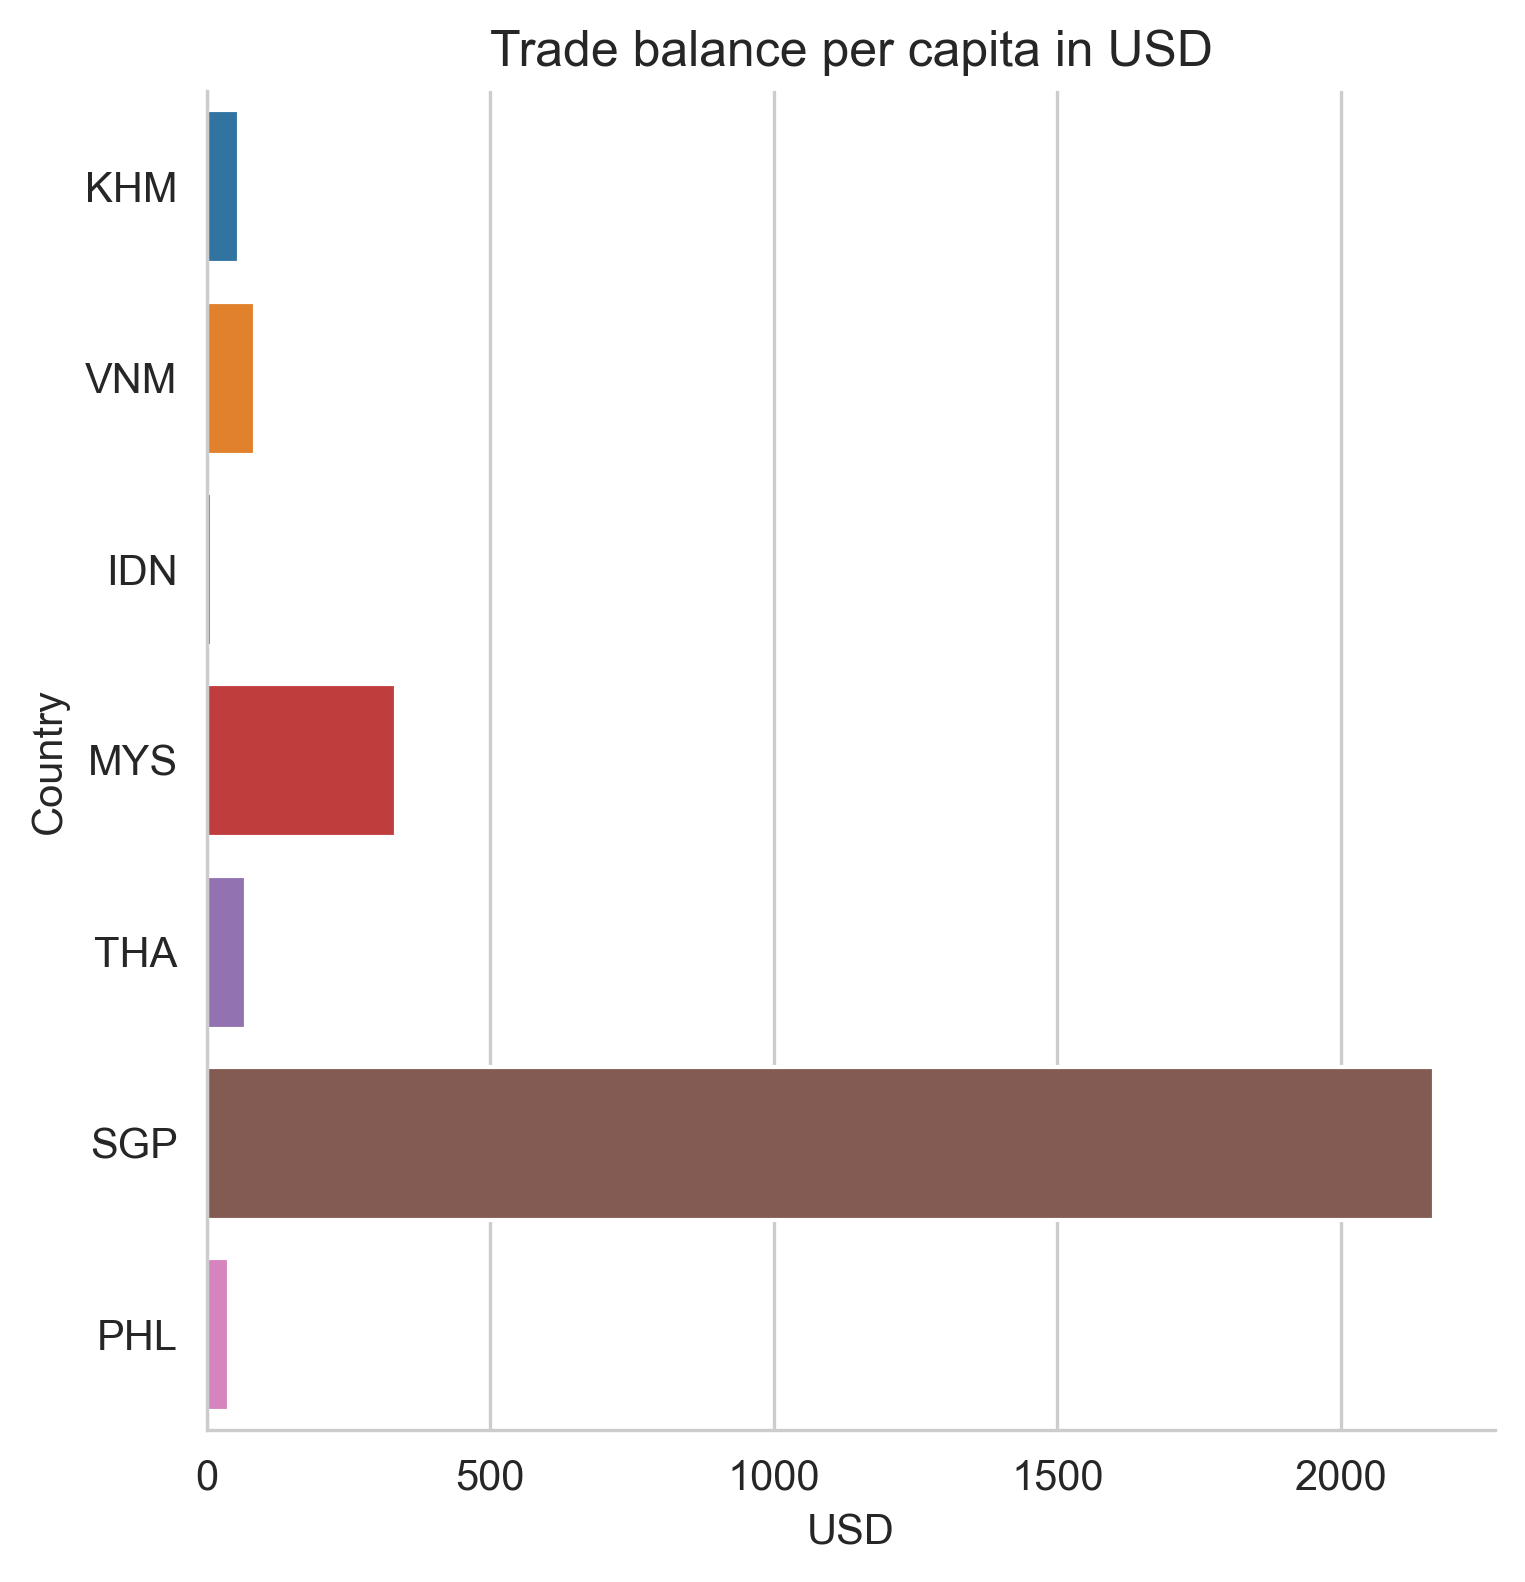 Trade balance per capita in USD
Country
KHM
VNM
IDN
MYS
THA
SGP
PHL
0 500 1000 1500 2000
USD